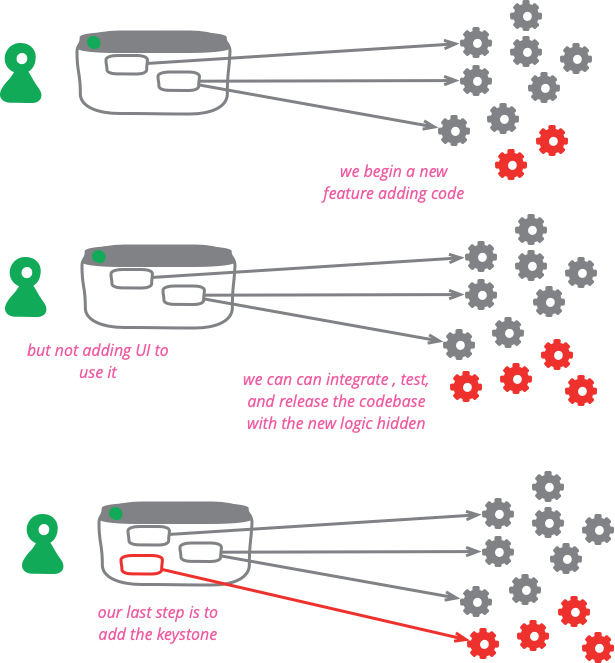 we begin a new
feature adding code
but not adding UI to
use it
we can can integrate , test,
and release the codebase
with the new logic hidden
our last step is to
add the keystone